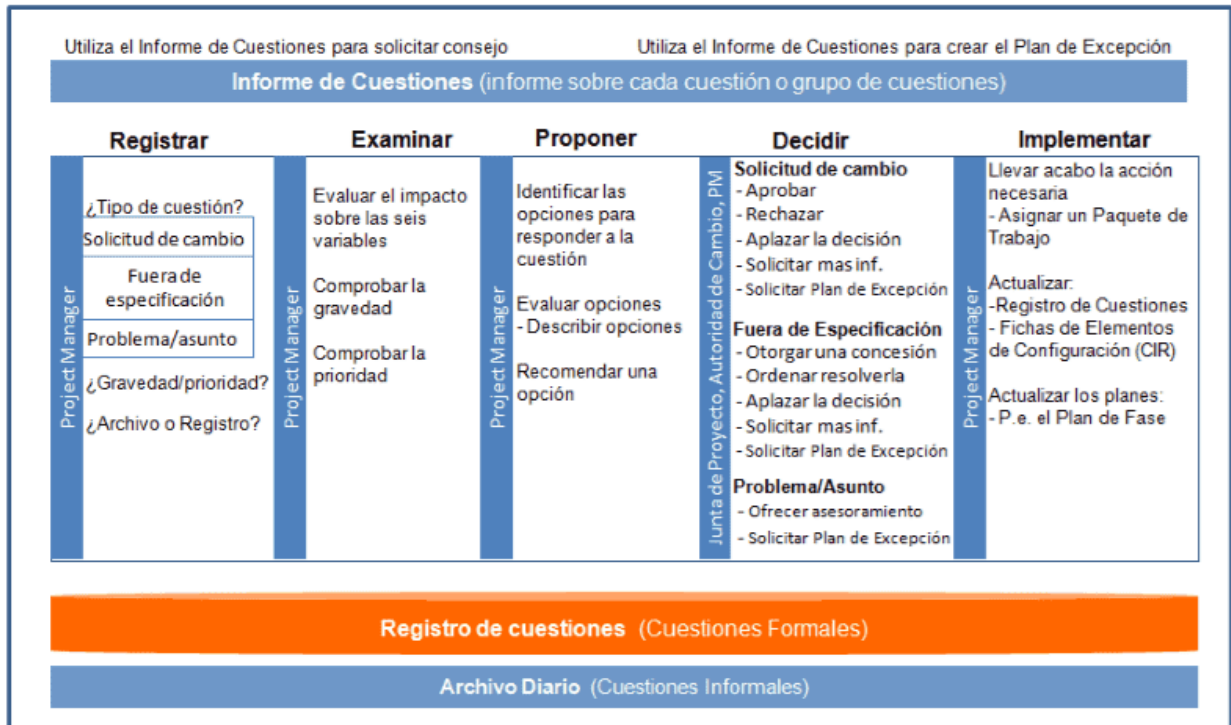 Utiliza el Informe de Cuestiones para solicitar consejo
Utiliza el Informe de Cuestiones para crear el Plan de Excepción
Informe de Cuestiones (informe sobre cada cuestión o grupo de cuestiones)
Registrar
Project Manager
¿Tipo de cuestión?
Solicitud de cambio
Fuera de
especificación
Problema/asunto
¿Gravedad/prioridad?
¿Archivo o Registro?
Examinar
Project Manager
Evaluar el impacto
sobre las seis
variables
Comprobar la
gravedad
Comprobar la
prioridad
Proponer
Project Manager
Identificar las
opciones para
responder a la
cuestión
Evaluar opciones
- Describir opciones
Recomendar una
opción
Decidir
Junta de Proyecto, Autoridad de Cambio, PM
Solicitud de cambio
- Aprobar
- Rechazar
- Aplazar la decisión
- Solicitar mas inf.
- Solicitar Plan de Excepción
Fuera de Especificación
- Otorgar una concesión
- Ordenar resolverla
- Aplazar la decisión
- Solicitar mas inf.
- Solicitar Plan de Excepción
Problema/Asunto
- Ofrecer asesoramiento
- Solicitar Plan de Excepción
Implementar
Project Manager
Llevar acabo la acción
necesaria
- Asignar un Paquete de
Trabajo
Actualizar:
-Registro de Cuestiones
- Fichas de Elementos
de Configuración (CIR)
Actualizar los planes:
- P.e. el Plan de Fase
Registro de cuestiones (Cuestiones Formales)
Archivo Diario (Cuestiones Informales)